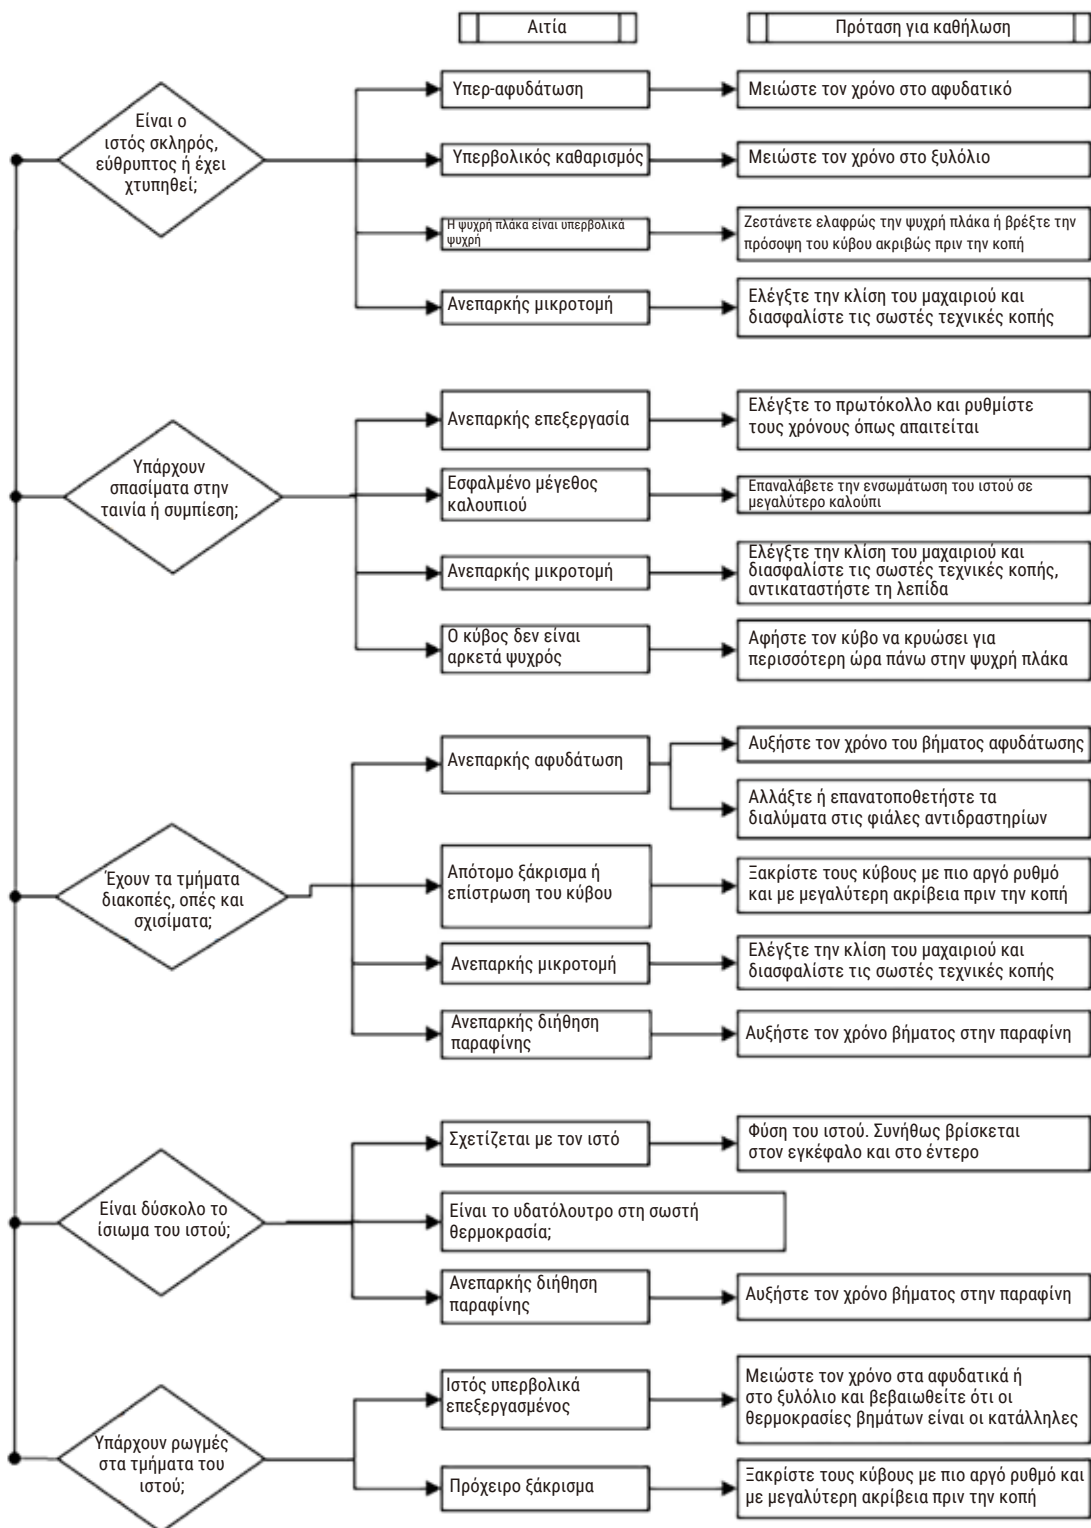 Αιτία
Πρόταση για καθήλωση
Είναι ο
ιστός σκληρός,
εύθρυπτος ή έχει
χτυπηθεί;
Υπερ-αφυδάτωση
Μειώστε τον χρόνο στο αφυδατικό
Υπερβολικός καθαρισμός
Μειώστε τον χρόνο στο ξυλόλιο
Η ψυχρή πλάκα είναι υπερβολικά
ψυχρή
Ζεστάνετε ελαφρώς την ψυχρή πλάκα ή βρέξτε την
πρόσοψη του κύβου ακριβώς πριν την κοπή
Ανεπαρκής μικροτομή
Ελέγξτε την κλίση του μαχαιριού και
διασφαλίστε τις σωστές τεχνικές κοπής
Υπάρχουν
σπασίματα στην
ταινία ή συμπίεση;
Ανεπαρκής επεξεργασία
Ελέγξτε το πρωτόκολλο και ρυθμίστε
τους χρόνους όπως απαιτείται
Εσφαλμένο μέγεθος
καλουπιού
Επαναλάβετε την ενσωμάτωση του ιστού σε
μεγαλύτερο καλούπι
Ανεπαρκής μικροτομή
Ελέγξτε την κλίση του μαχαιριού και
διασφαλίστε τις σωστές τεχνικές κοπής,
αντικαταστήστε τη λεπίδα
Ο κύβος δεν είναι
αρκετά ψυχρός
Αφήστε τον κύβο να κρυώσει για
περισσότερη ώρα πάνω στην ψυχρή πλάκα
Έχουν τα τμήματα
διακοπές, οπές και
σχισίματα;
Ανεπαρκής αφυδάτωση
Αυξήστε τον χρόνο του βήματος αφυδάτωσης
Αλλάξτε ή επανατοποθετήστε τα
διαλύματα στις φιάλες αντιδραστηρίων
Απότομο ξάκρισμα ή
επίστρωση του κύβου
Ξακρίστε τους κύβους με πιο αργό ρυθμό
και με μεγαλύτερη ακρίβεια πριν την κοπή
Ανεπαρκής μικροτομή
Ελέγξτε την κλίση του μαχαιριού και
διασφαλίστε τις σωστές τεχνικές κοπής
Ανεπαρκής διήθηση
παραφίνης
Αυξήστε τον χρόνο βήματος στην παραφίνη
Είναι δύσκολο το
ίσιωμα του ιστού;
Σχετίζεται με τον ιστό
Φύση του ιστού. Συνήθως βρίσκεται
στον εγκέφαλο και στο έντερο
Είναι το υδατόλουτρο στη σωστή
θερμοκρασία;
Ανεπαρκής διήθηση
παραφίνης
Αυξήστε τον χρόνο βήματος στην παραφίνη
Υπάρχουν ρωγμές
στα τμήματα του
ιστού;
Ιστός υπερβολικά
επεξεργασμένος
Μειώστε τον χρόνο στα αφυδατικά ή
στο ξυλόλιο και βεβαιωθείτε ότι οι
θερμοκρασίες βημάτων είναι οι κατάλληλες
Πρόχειρο ξάκρισμα
Ξακρίστε τους κύβους με πιο αργό ρυθμό και
με μεγαλύτερη ακρίβεια πριν την κοπή